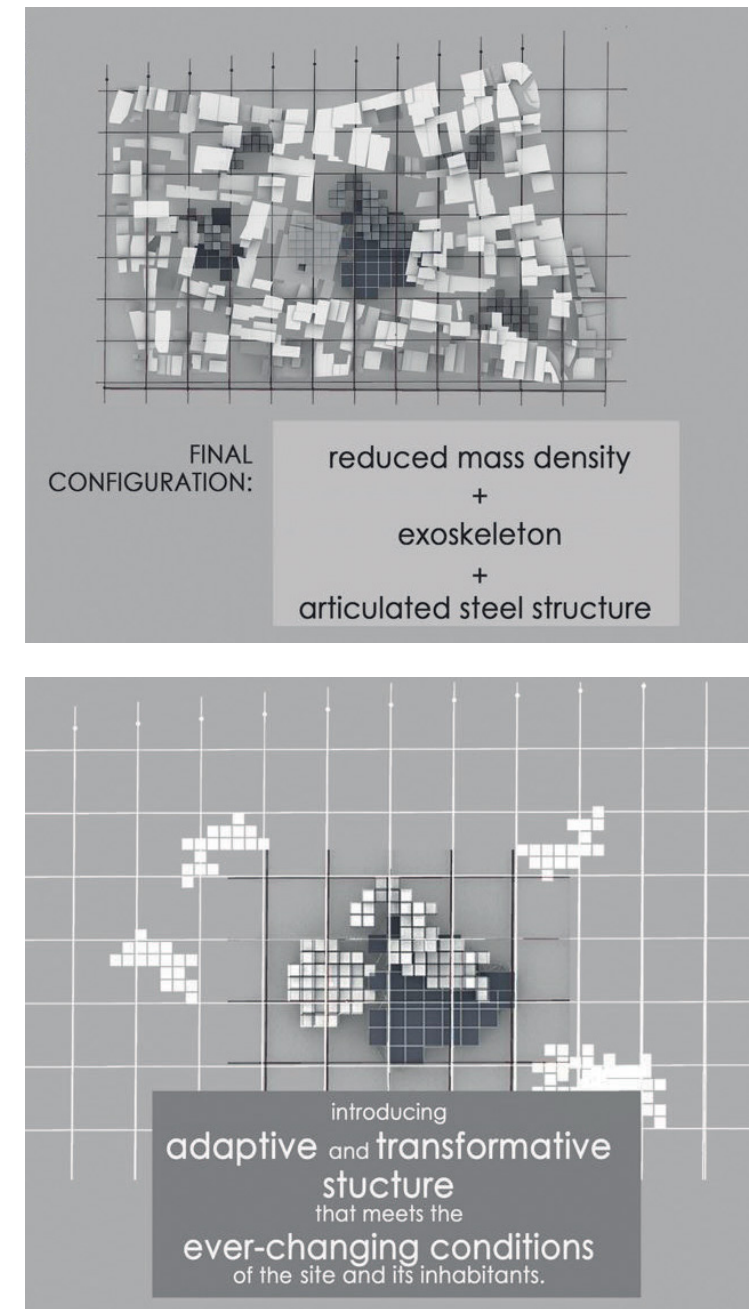 FINAL
CONFIGURATION:
reduced mass density
+
exoskeleton
+
articulated steel structure
introducing
adaptive and transformative
stucture
that meets the
ever-changing conditions
of the site and its inhabitants.